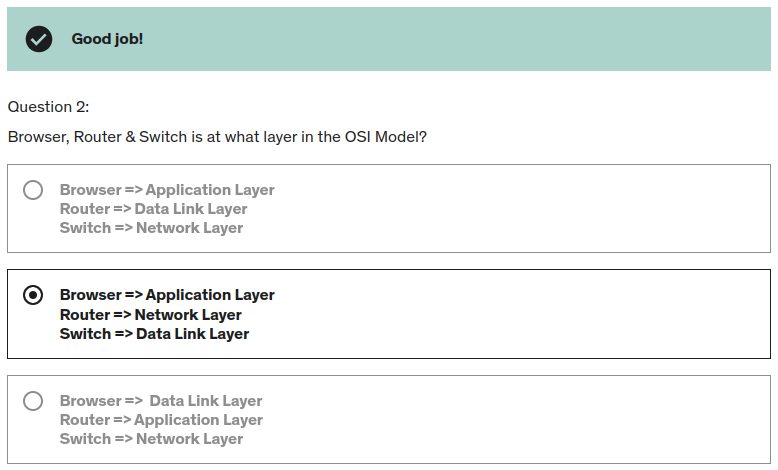 Good job!
Question 2:
Browser, Router & Switch is at what layer in the OSI Model?
Browser => Application Layer
Router => Data Link Layer
Switch => Network Layer
Browser => Application Layer
Router => Network Layer
Switch => Data Link Layer
Browser => Data Link Layer
Router => Application Layer
Switch => Network Layer